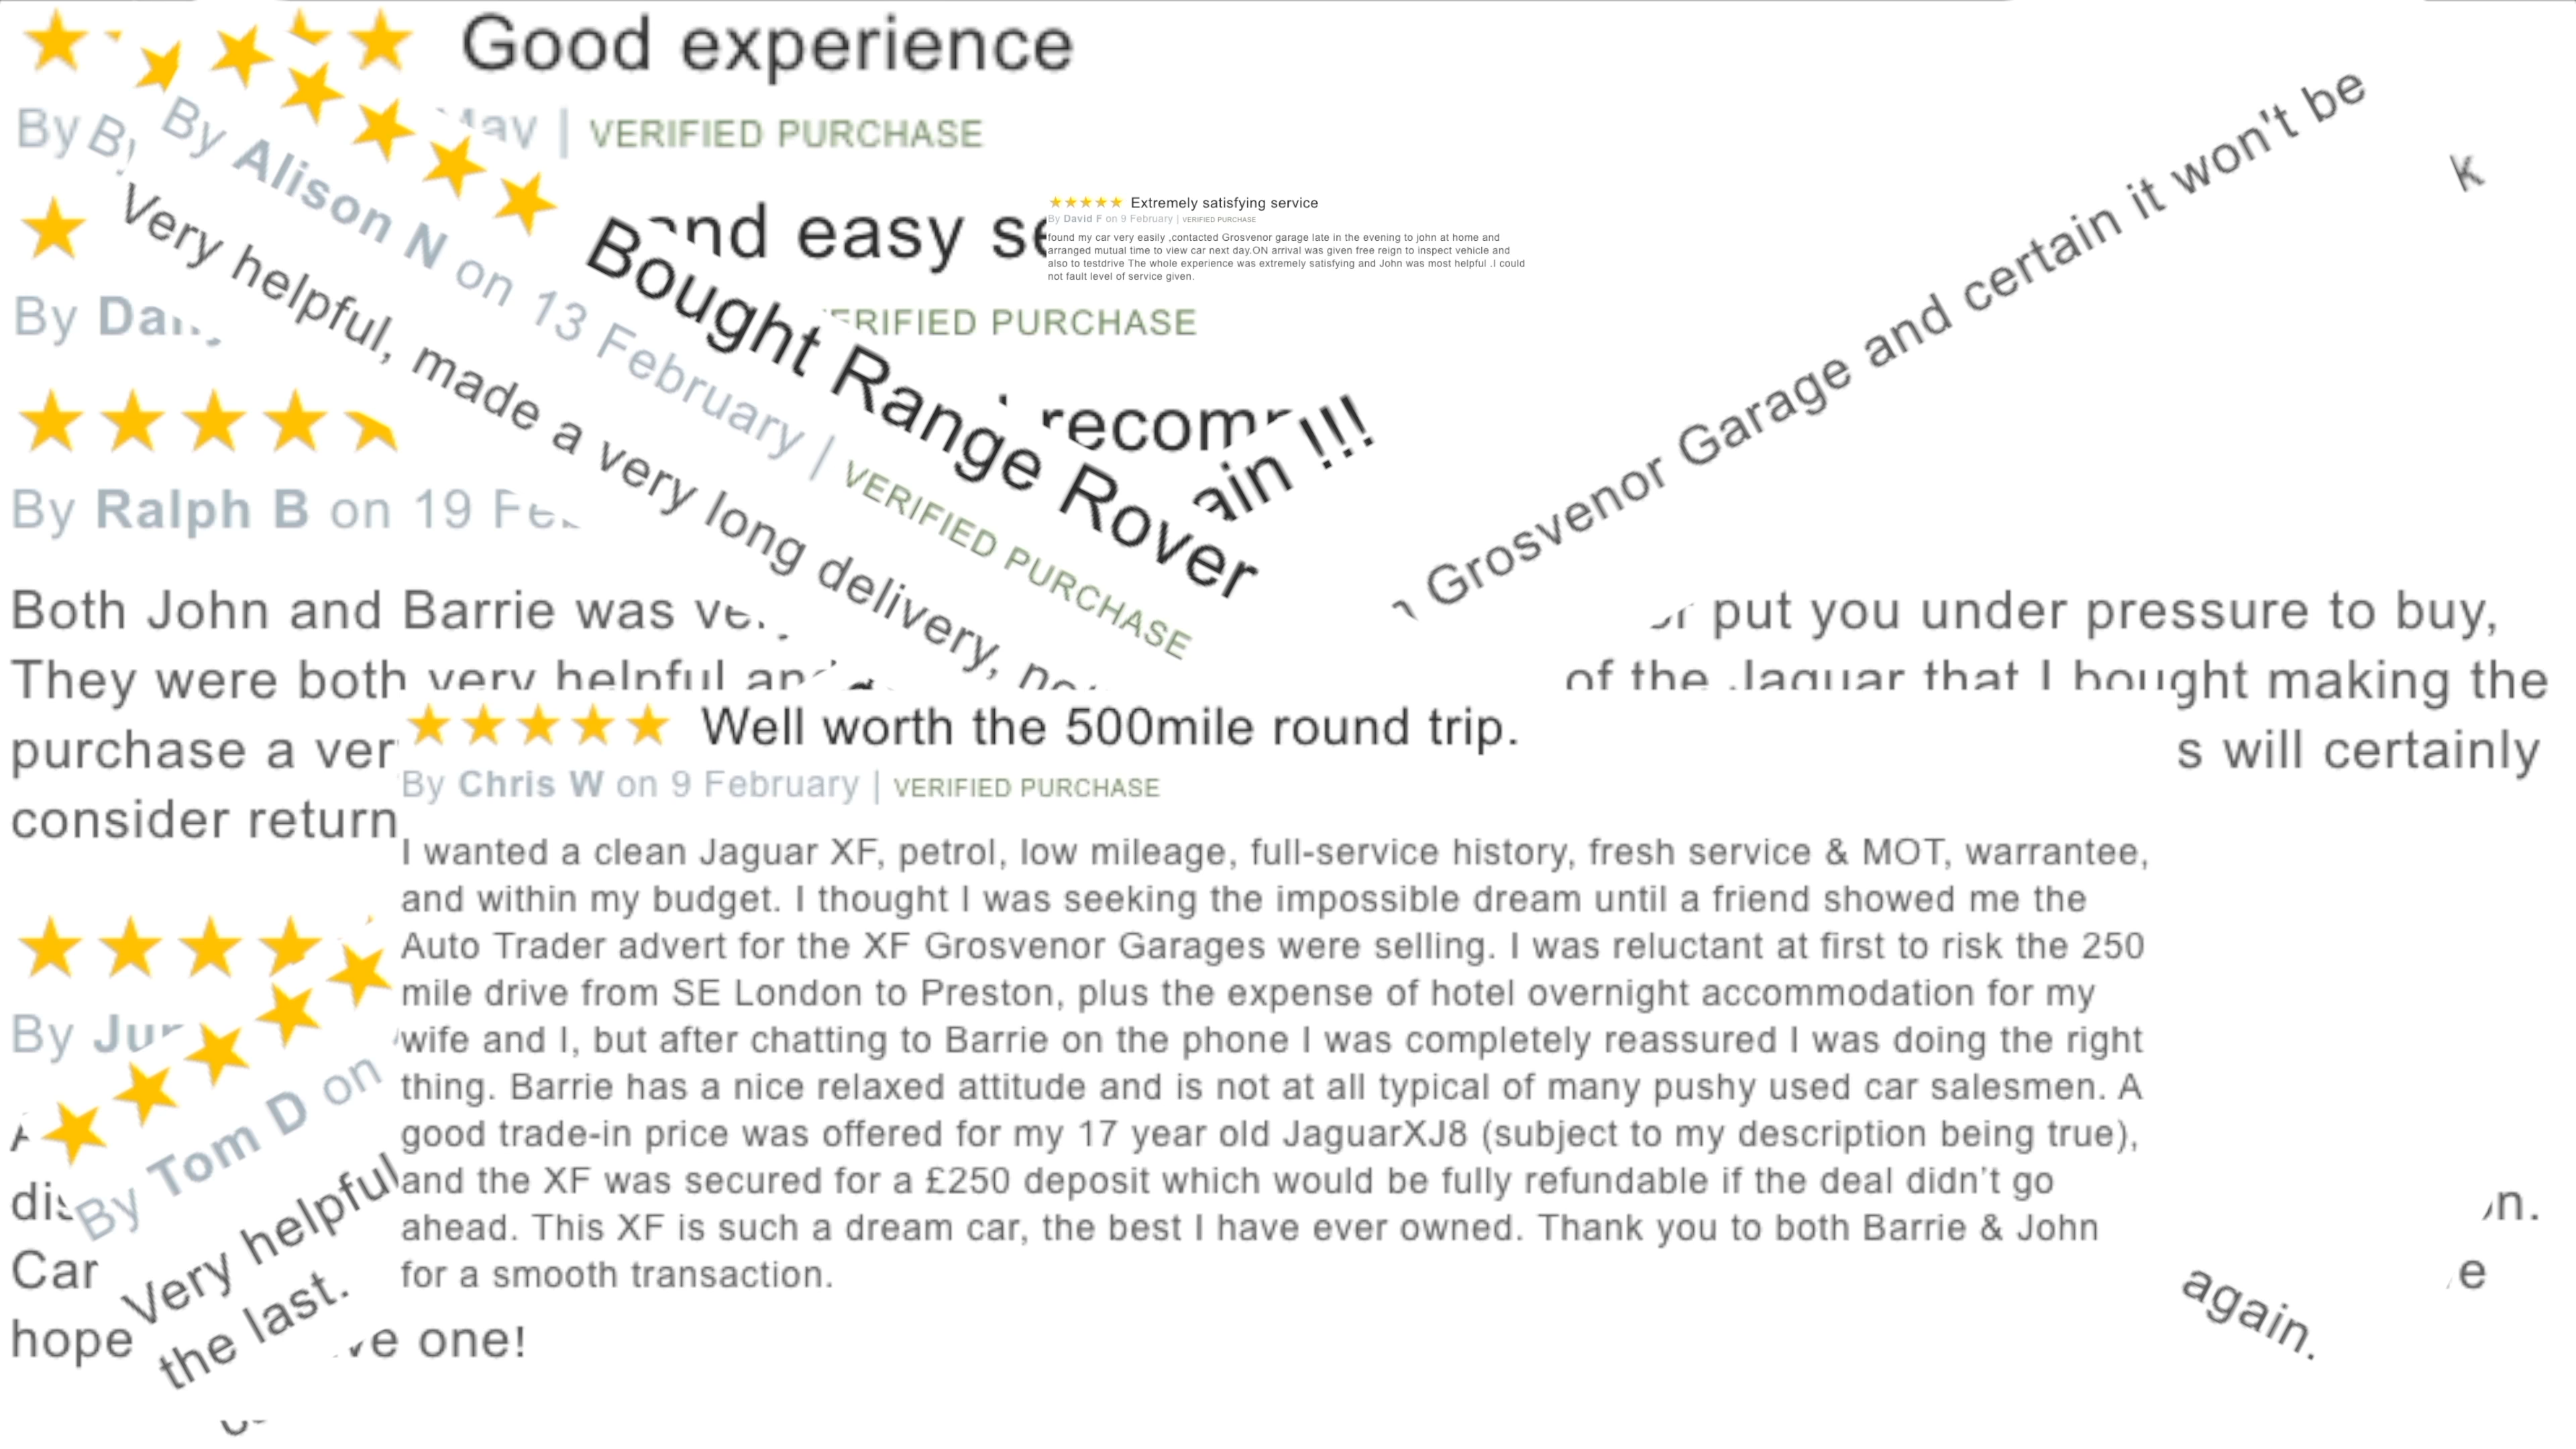 Good experience
By
VERIFIED PURCHASE
By
By Alison N on 13 February | VERIFIED PURCHASE
Bought Range Rover
Very helpful, made a very long delivery,
and easy
VERIFIED PURCHASE
Extremely satisfying service
By David F on 9 February | VERIFIED PURCHASE
found my car very easily ,contacted Grosvenor garage late in the evening to john at home and
arranged mutual time to view car next day.ON arrival was given free reign to inspect vehicle and
also to testdrive The whole experience was extremely satisfying and John was most helpful .I could
not fault level of service given.
By
By Ralph B on 19
!!!
Grosvenor Garage and certain it won't be
Both John and Barrie was
put you under pressure to buy,
They were both very helpful
of the Jaguar that I bought making the
purchase a
will certainly
consider
Well worth the 500mile round trip.
By Chris W on 9 February | VERIFIED PURCHASE
I wanted a clean Jaguar XF, petrol, low mileage, full-service history, fresh service & MOT, warrantee,
and within my budget. I thought I was seeking the impossible dream until a friend showed me the
Auto Trader advert for the XF Grosvenor Garages were selling. I was reluctant at first to risk the 250
mile drive from SE London to Preston, plus the expense of hotel overnight accommodation for my
wife and I, but after chatting to Barrie on the phone I was completely reassured I was doing the right
thing. Barrie has a nice relaxed attitude and is not at all typical of many pushy used car salesmen. A
good trade-in price was offered for my 17 year old JaguarXJ8 (subject to my description being true),
and the XF was secured for a £250 deposit which would be fully refundable if the deal didn't go
ahead. This XF is such a dream car, the best I have ever owned. Thank you to both Barrie & John
for a smooth transaction.
By
By Tom D on
Very helpful
the last.
Car
hope
one!
again.